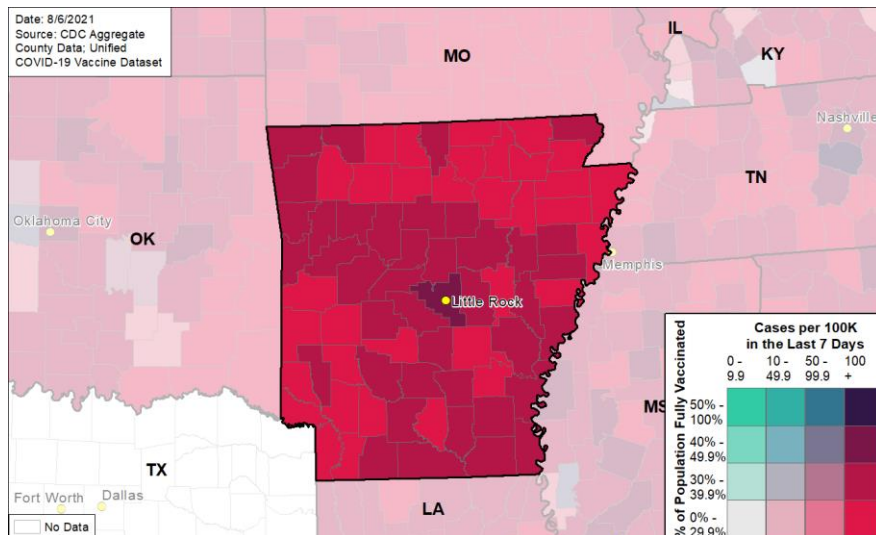 Date: 8/6/2021
Source: CDC Aggregate
County Data; Unified
COVID-19 Vaccine Dataset
IL
MO
KY
Nashville
TN
Oklahoma City
OK
Memphis
Little Rock
MS
TX
Fort Worth
Dallas
LA
No Data
Cases per 100K
in the Last 7 Days
0 - 10 - 50 - 100
9.9 49.9 99.9 +
% of Population Fully Vaccinated
50% -
100%
40% -
49.9%
30% -
39.9%
0% -
29.9%